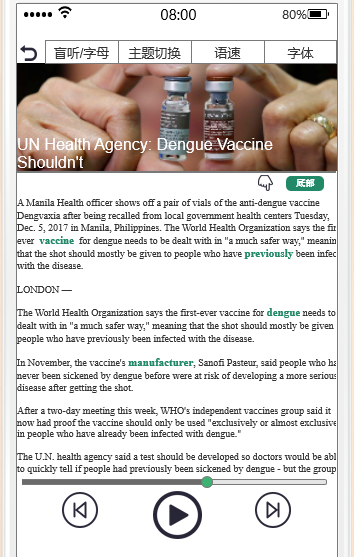 08:00
80%
盲听/字母 主题切换 语速 字体
UN Health Agency: Dengue Vaccine
Shouldn't
底部
A Manila Health officer shows off a pair of vials of the anti-dengue vaccine
Dengvaxia after being recalled from local government health centers Tuesday,
Dec. 5, 2017 in Manila, Philippines. The World Health Organization says the fir
ever vaccine for dengue needs to be dealt with in "a much safer way," meanin
that the shot should mostly be given to people who have previously been infec
with the disease.
LONDON —
The World Health Organization says the first-ever vaccine for dengue needs to
dealt with in "a much safer way," meaning that the shot should mostly be given
people who have previously been infected with the disease.
In November, the vaccine's manufacturer, Sanofi Pasteur, said people who ha
never been sickened by dengue before were at risk of developing a more serious
disease after getting the shot.
After a two-day meeting this week, WHO's independent vaccines group said it
now had proof the vaccine should only be used "exclusively or almost exclusive
in people who have already been infected with dengue."
The U.N. health agency said a test should be developed so doctors would be abl
to quickly tell if people had previously been sickened by dengue - but the group